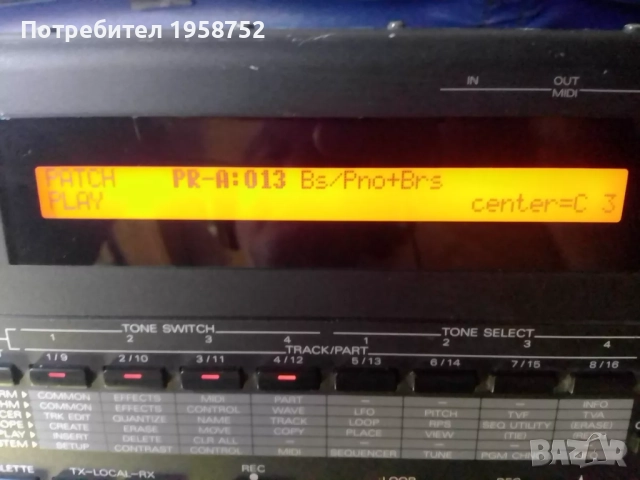 Потребител 1958752
IN OUT
MIDI
PATCH PR-A:013 Bs/Pno+Brs
PLAY center=C 3
TONE SWITCH TONE SELECT
1 2 3 4 1 2 3 4
TRACK/PART
1/9 2/10 3/11 4/12 5/13 6/14 7/15 8/16
COMMON EFFECTS MIDI PART – – – INFO
COMMON EFFECTS CONTROL WAVE LFO PITCH TVF TVA
TRK EDIT QUANTIZE NAME TRACK LOOP RPS SEQ UTILITY (ERASE)
CREATE ERASE MOVE COPY PLACE VIEW
INSERT DELETE CLR ALL – – –
SETUP CONTRAST CONTROL MIDI SEQUENCER TUNE PGM
TX-LOCAL-RX REC
bazar